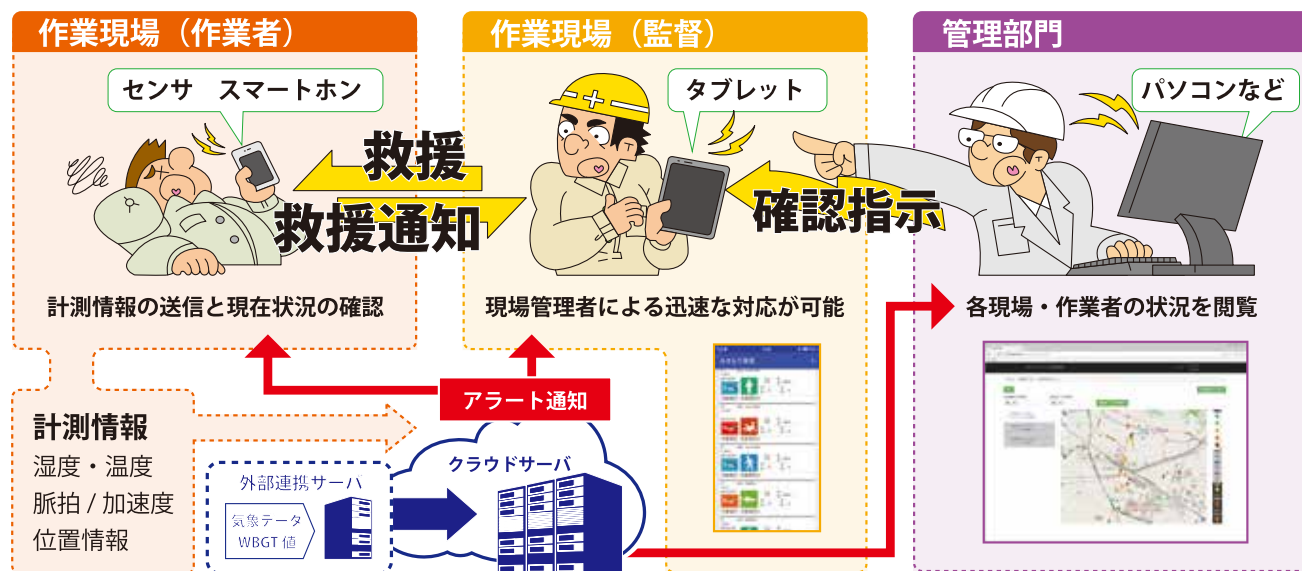 作業現場（作業者）
センサ　スマートホン
救援
救援通知
計測情報の送信と現在状況の確認
計測情報
湿度・温度
脈拍 / 加速度
位置情報
作業現場（監督）
タブレット
現場管理者による迅速な対応が可能
確認指示
アラート通知
クラウドサーバ
外部連携サーバ
気象データ
WBGT 値
管理部門
パソコンなど
各現場・作業者の状況を閲覧